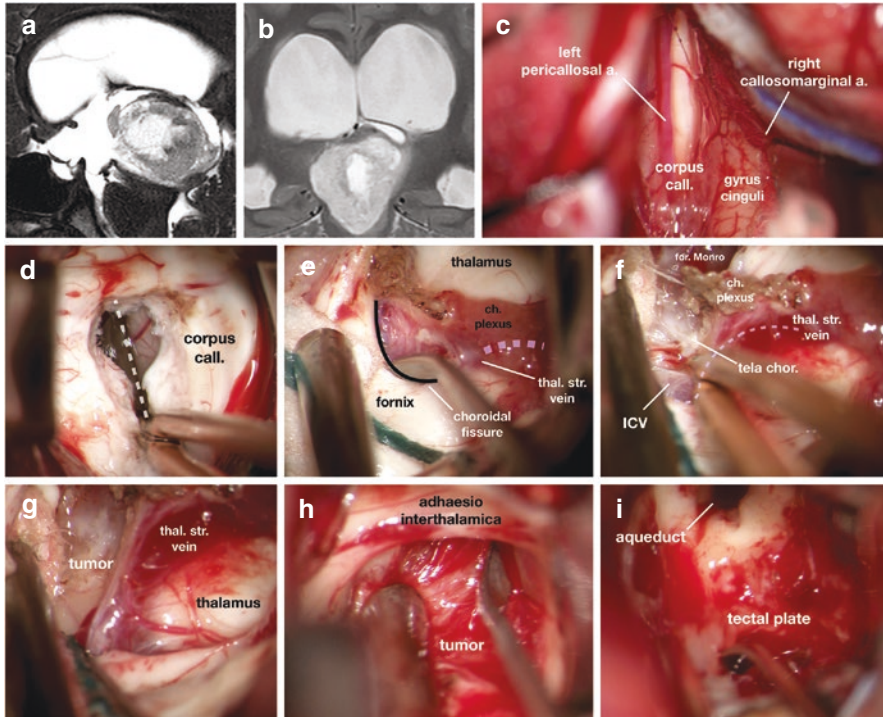 a
b
c
left
pericallosal a.
right
callosomarginal a.
corpus
call.
gyrus
cinguli
d
corpus
call.
e
thalamus
ch.
plexus
thal. str.
vein
fornix
choroidal
fissure
f
for. Monro
ch.
plexus
thal. str.
vein
tela chor.
ICV
g
tumor
thal. str.
vein
thalamus
h
adhaesio
interthalamica
tumor
i
aqueduct
tectal plate